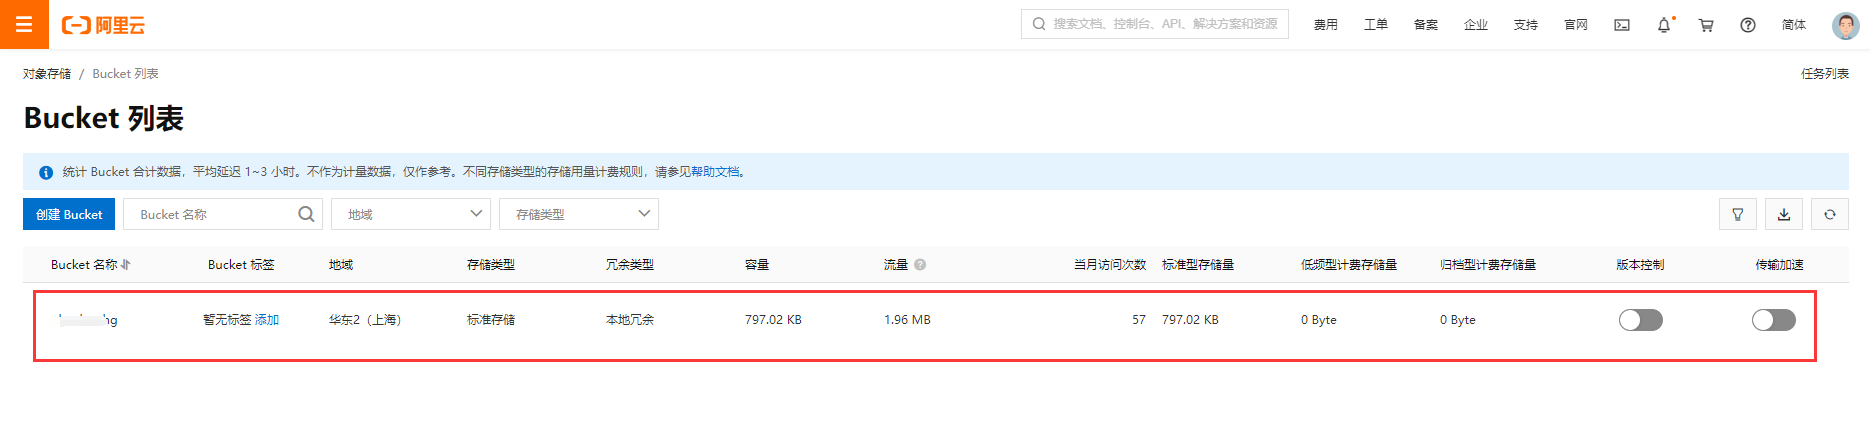 阿里云
搜索文档、控制台、API、解决方案和资源 费用 工单 备案 企业 支持 官网 简体
对象存储 / Bucket 列表 任务列表
Bucket 列表
统计 Bucket 合计数据，平均延迟 1~3 小时。不作为计量数据，仅作参考。不同存储类型的存储用量计费规则，请参见帮助文档。
创建 Bucket Bucket 名称 地域 存储类型
Bucket 名称 Bucket 标签 地域 存储类型 冗余类型 容量 流量 当月访问次数 标准型存储量 低频型计费存储量 归档型计费存储量 版本控制 传输加速
暂无标签 添加 华东2（上海） 标准存储 本地冗余 797.02 KB 1.96 MB 57 797.02 KB 0 Byte 0 Byte